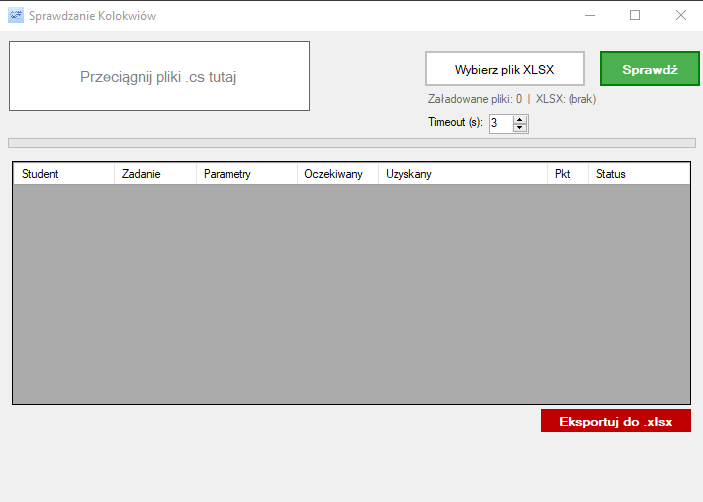 Sprawdzanie Kolokwiów
Przeciągnij pliki .cs tutaj
Wybierz plik XLSX
Sprawdź
Załadowane pliki: 0 | XLSX: (brak)
Timeout (s): 3
Student Zadanie Parametry Oczekiwany Uzyskany Pkt Status
Eksportuj do .xlsx